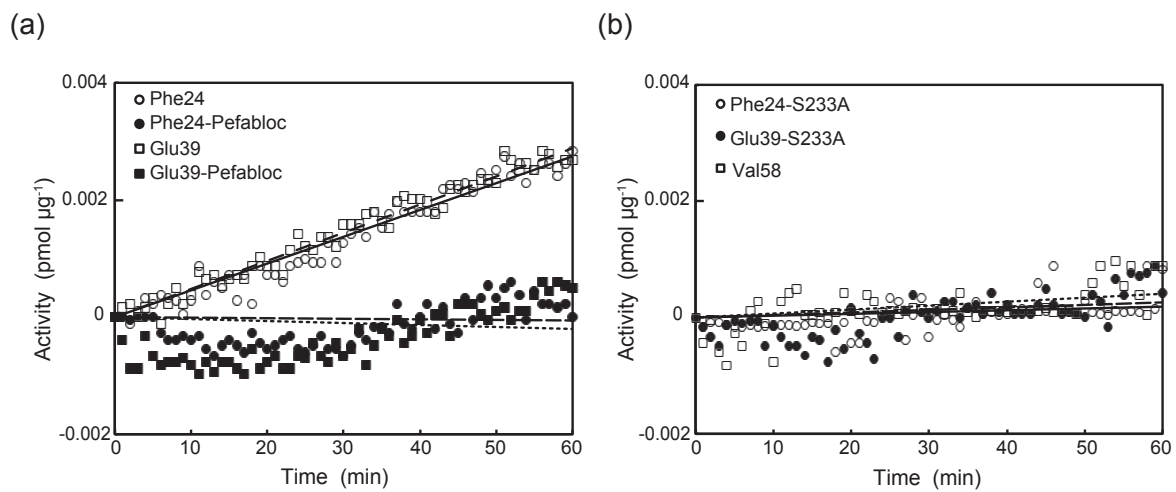 (a)
0.004
0.002
0
-0.002
Activity (pmol µg⁻¹)
Phe24
Phe24-Pefabloc
Glu39
Glu39-Pefabloc
0 10 20 30 40 50 60
Time (min)
(b)
0.004
0.002
0
-0.002
Activity (pmol µg⁻¹)
Phe24-S233A
Glu39-S233A
Val58
0 10 20 30 40 50 60
Time (min)